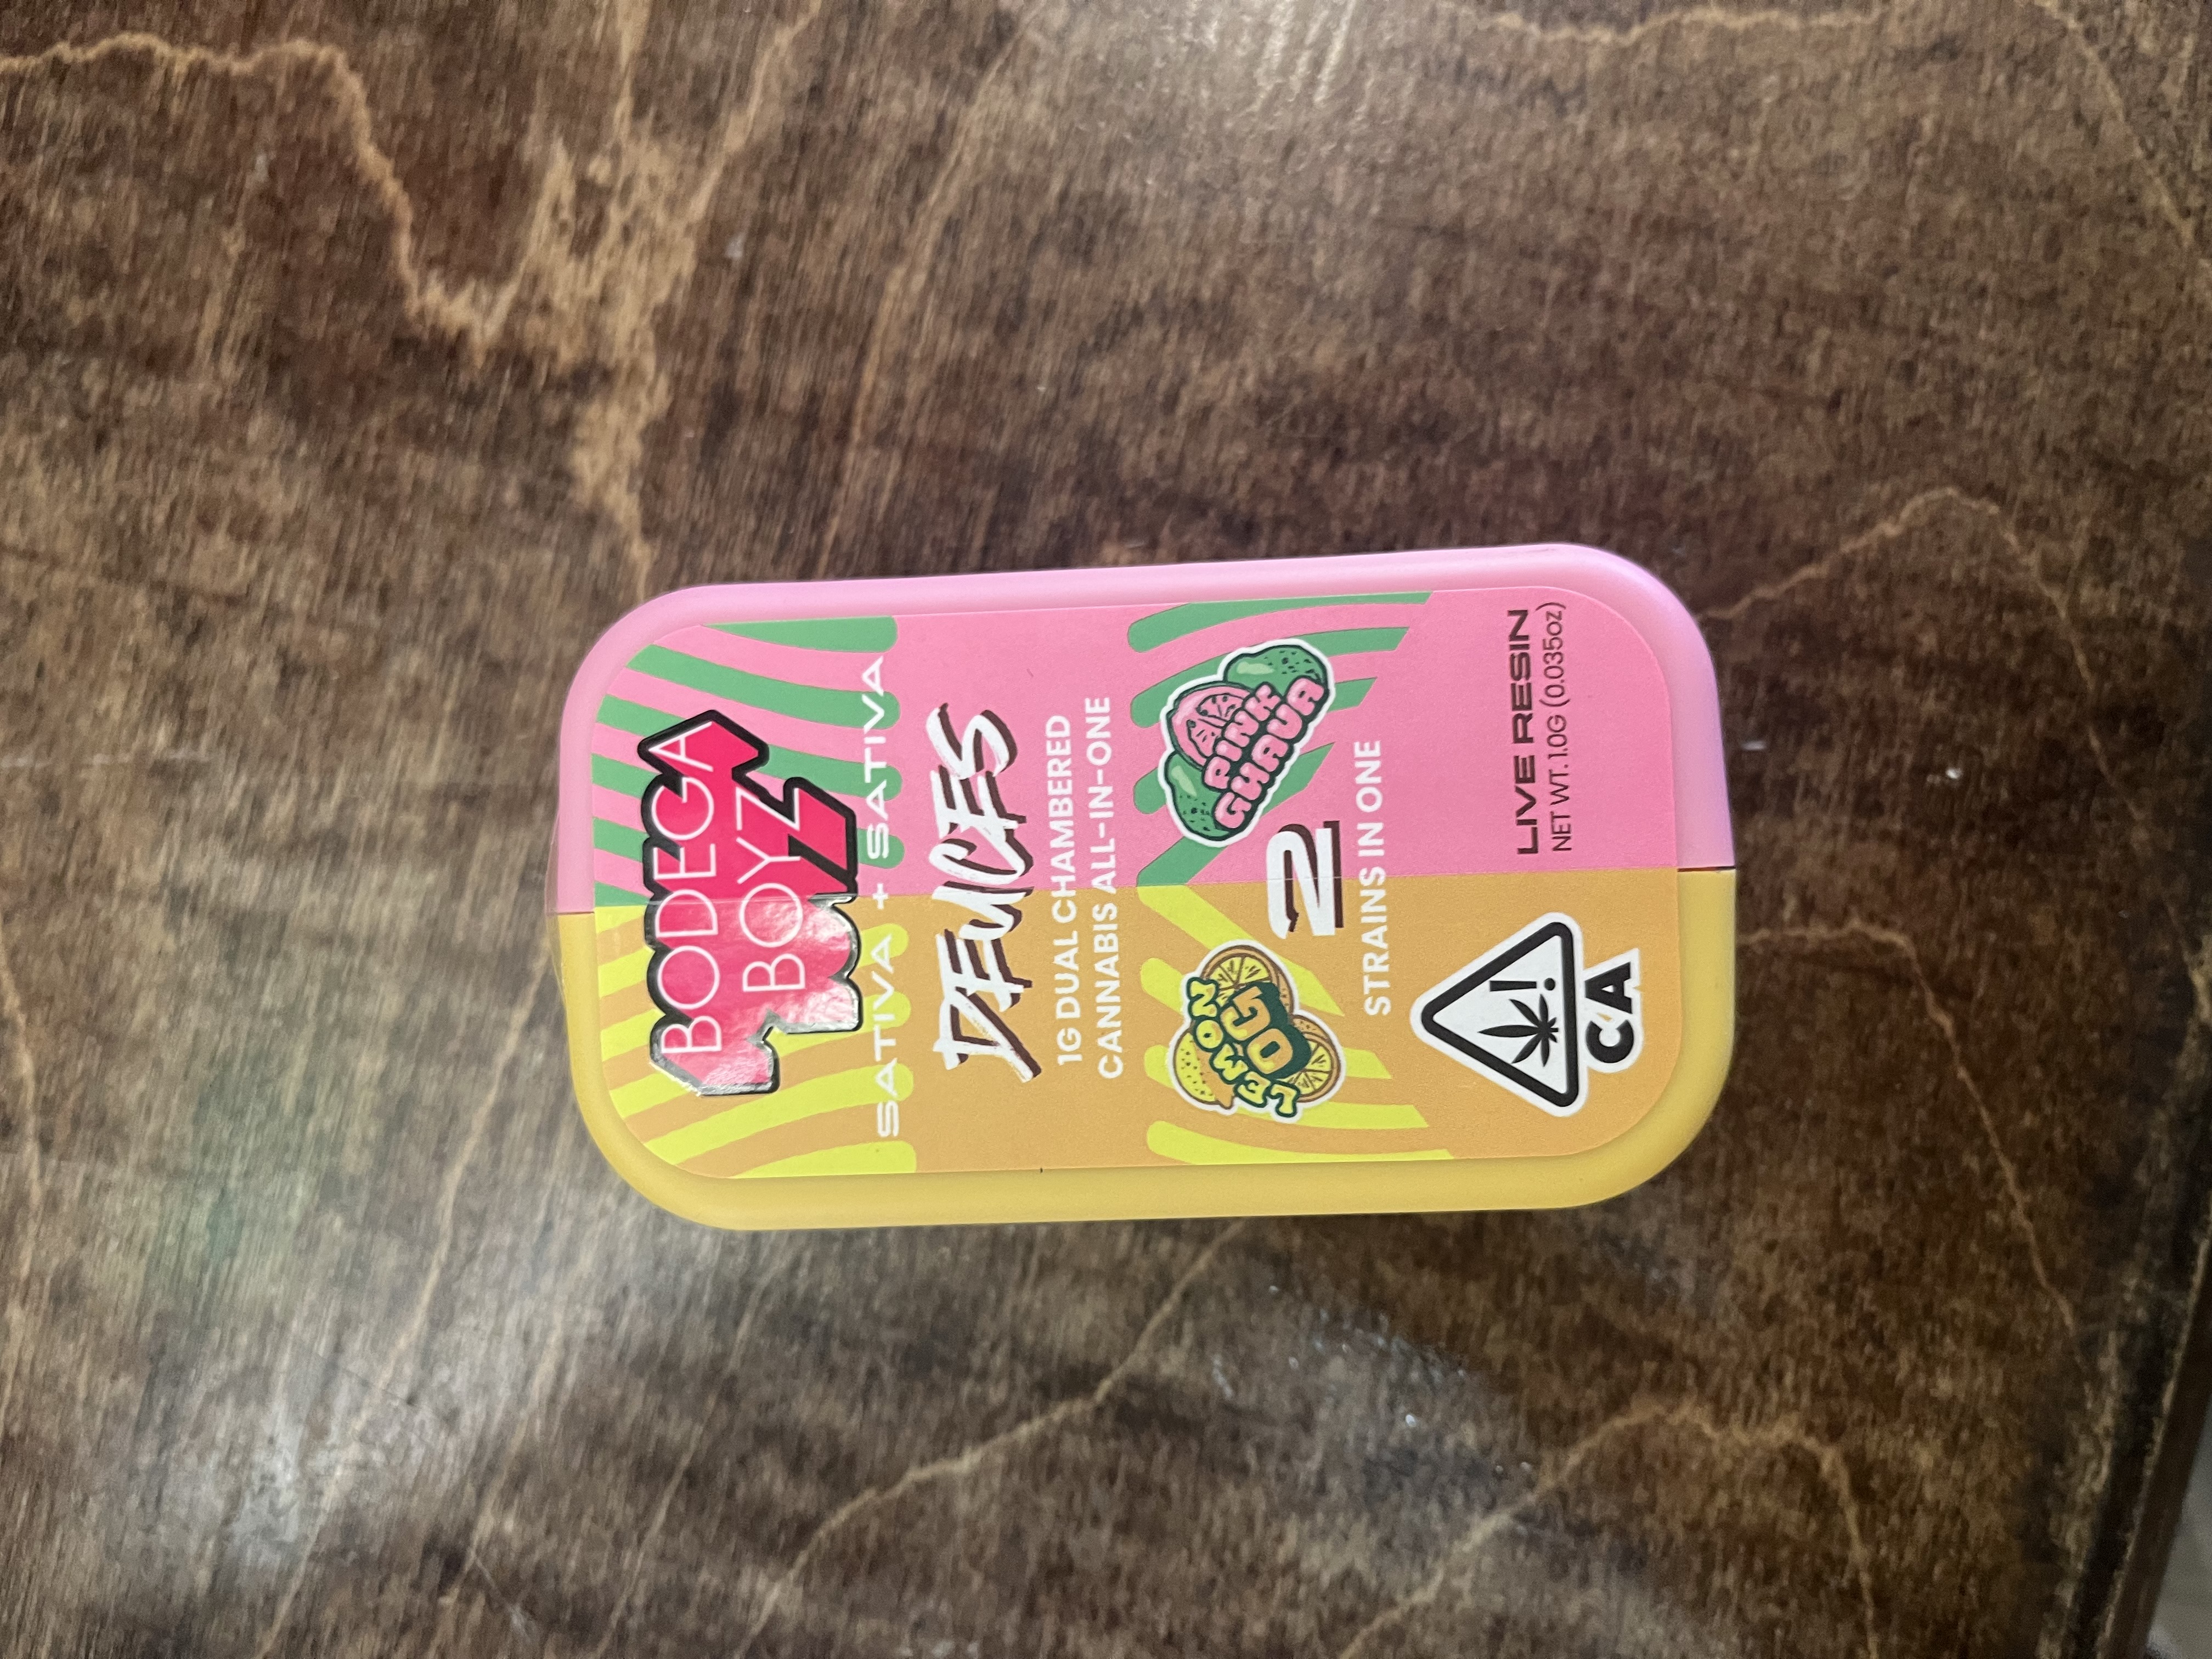 BODEGA
BOYZ
SATIVA + SATIVA
DEUCES
1G DUAL CHAMBERED
CANNABIS ALL-IN-ONE
LEMON
OG
PINK
GUAVA
2
STRAINS IN ONE
!
CA
LIVE RESIN
NET WT. 1.0G (0.035oz)